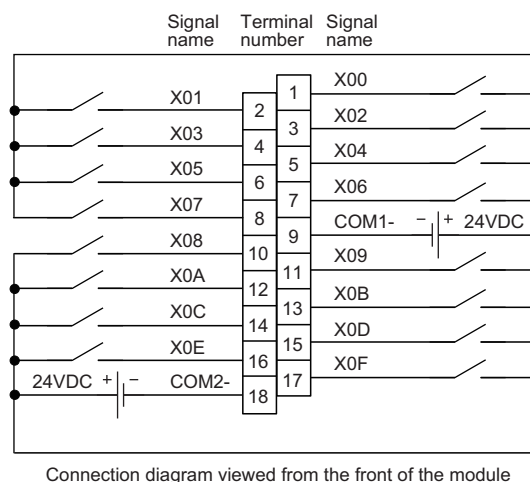 Signal name Terminal number Signal name
1 X00
X01 2
3 X02
X03 4
5 X04
X05 6
7 X06
X07 8
9 COM1- − + 24VDC
X08 10
11 X09
X0A 12
13 X0B
X0C 14
15 X0D
X0E 16
17 X0F
24VDC + − COM2- 18
Connection diagram viewed from the front of the module